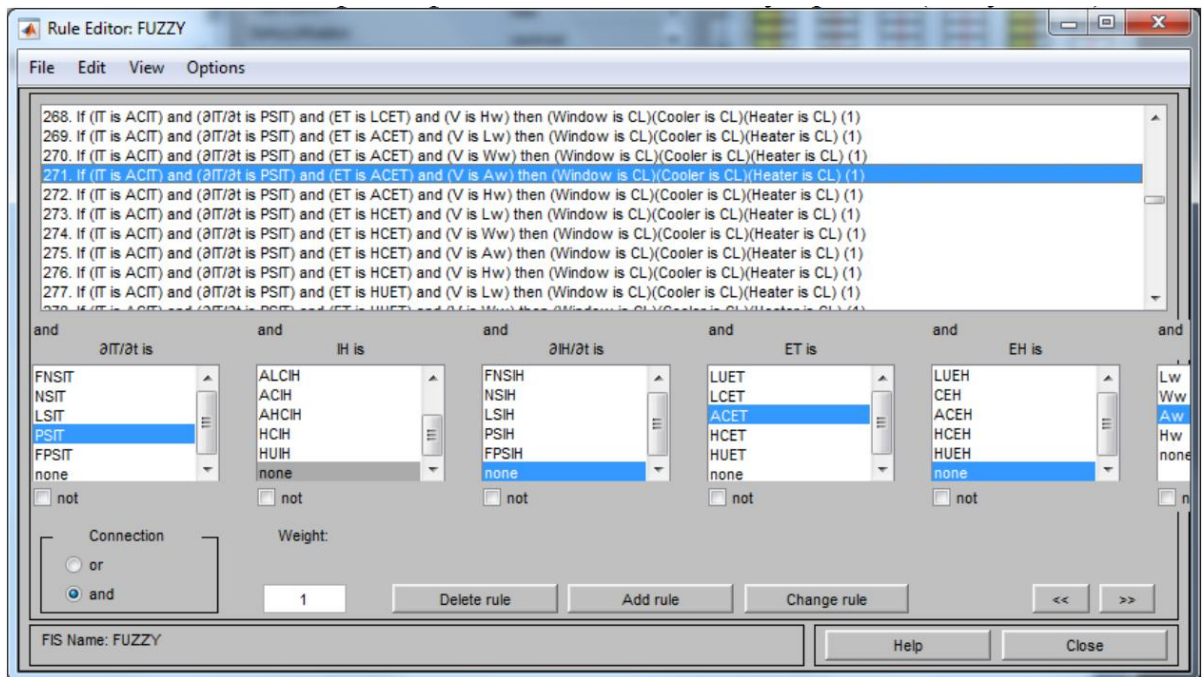 Rule Editor: FUZZY
File Edit View Options
268. If (IT is ACIT) and (∂IT/∂t is PSIT) and (ET is LCET) and (V is Hw) then (Window is CL)(Cooler is CL)(Heater is CL) (1)
269. If (IT is ACIT) and (∂IT/∂t is PSIT) and (ET is ACET) and (V is Lw) then (Window is CL)(Cooler is CL)(Heater is CL) (1)
270. If (IT is ACIT) and (∂IT/∂t is PSIT) and (ET is ACET) and (V is Ww) then (Window is CL)(Cooler is CL)(Heater is CL) (1)
271. If (IT is ACIT) and (∂IT/∂t is PSIT) and (ET is ACET) and (V is Aw) then (Window is CL)(Cooler is CL)(Heater is CL) (1)
272. If (IT is ACIT) and (∂IT/∂t is PSIT) and (ET is ACET) and (V is Hw) then (Window is CL)(Cooler is CL)(Heater is CL) (1)
273. If (IT is ACIT) and (∂IT/∂t is PSIT) and (ET is HCET) and (V is Lw) then (Window is CL)(Cooler is CL)(Heater is CL) (1)
274. If (IT is ACIT) and (∂IT/∂t is PSIT) and (ET is HCET) and (V is Ww) then (Window is CL)(Cooler is CL)(Heater is CL) (1)
275. If (IT is ACIT) and (∂IT/∂t is PSIT) and (ET is HCET) and (V is Aw) then (Window is CL)(Cooler is CL)(Heater is CL) (1)
276. If (IT is ACIT) and (∂IT/∂t is PSIT) and (ET is HCET) and (V is Hw) then (Window is CL)(Cooler is CL)(Heater is CL) (1)
277. If (IT is ACIT) and (∂IT/∂t is PSIT) and (ET is HUET) and (V is Lw) then (Window is CL)(Cooler is CL)(Heater is CL) (1)
and and and and and and
∂IT/∂t is IH is ∂IH/∂t is ET is EH is
FNSIT ALCIH FNSIH LUET LUEH Lw
NSIT ACIH NSIH LCET CEH Ww
LSIT AHCIH LSIH ACET ACEH Aw
PSIT HCIH PSIH HCET HCEH Hw
FPSIT HUIH FPSIH HUET HUEH none
none none none none none
not not not not not
Connection Weight:
or
and 1 Delete rule Add rule Change rule << >>
FIS Name: FUZZY Help Close